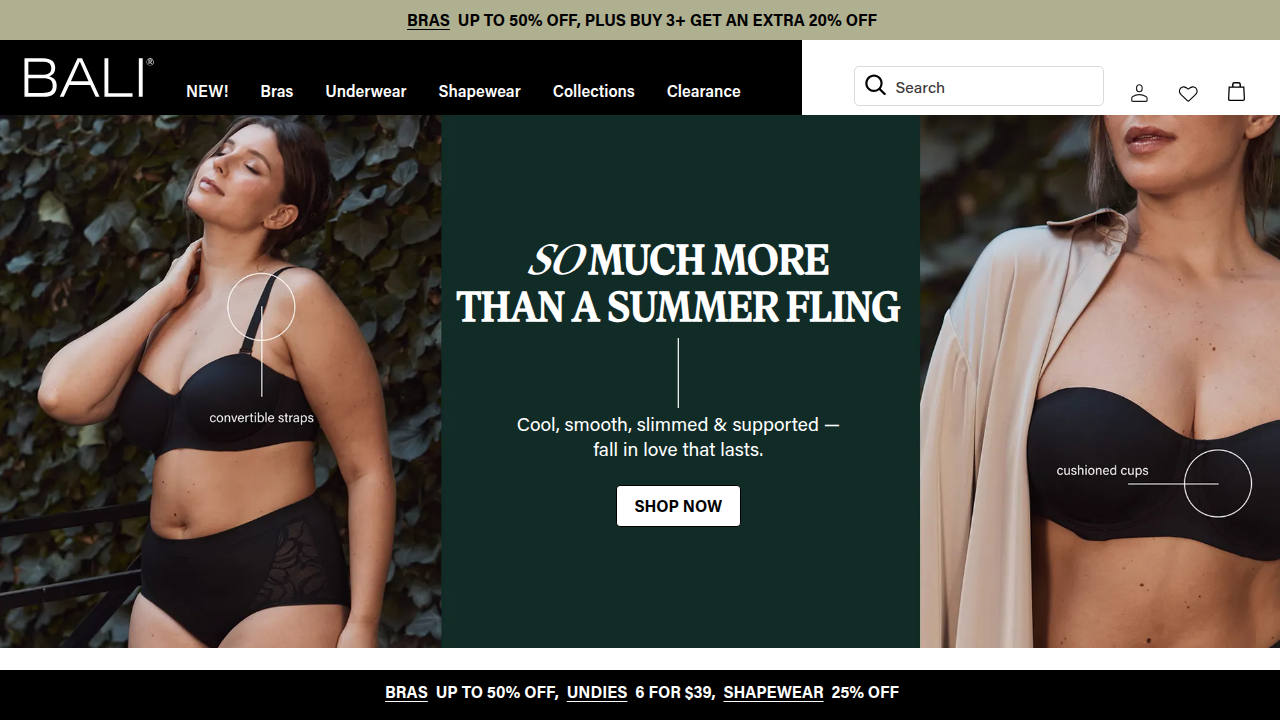 BRAS UP TO 50% OFF, PLUS BUY 3+ GET AN EXTRA 20% OFF
BALI®
NEW! Bras Underwear Shapewear Collections Clearance
Search
SO MUCH MORE
THAN A SUMMER FLING
convertible straps
Cool, smooth, slimmed & supported —
fall in love that lasts.
cushioned cups
SHOP NOW
BRAS UP TO 50% OFF, UNDIES 6 FOR $39, SHAPEWEAR 25% OFF